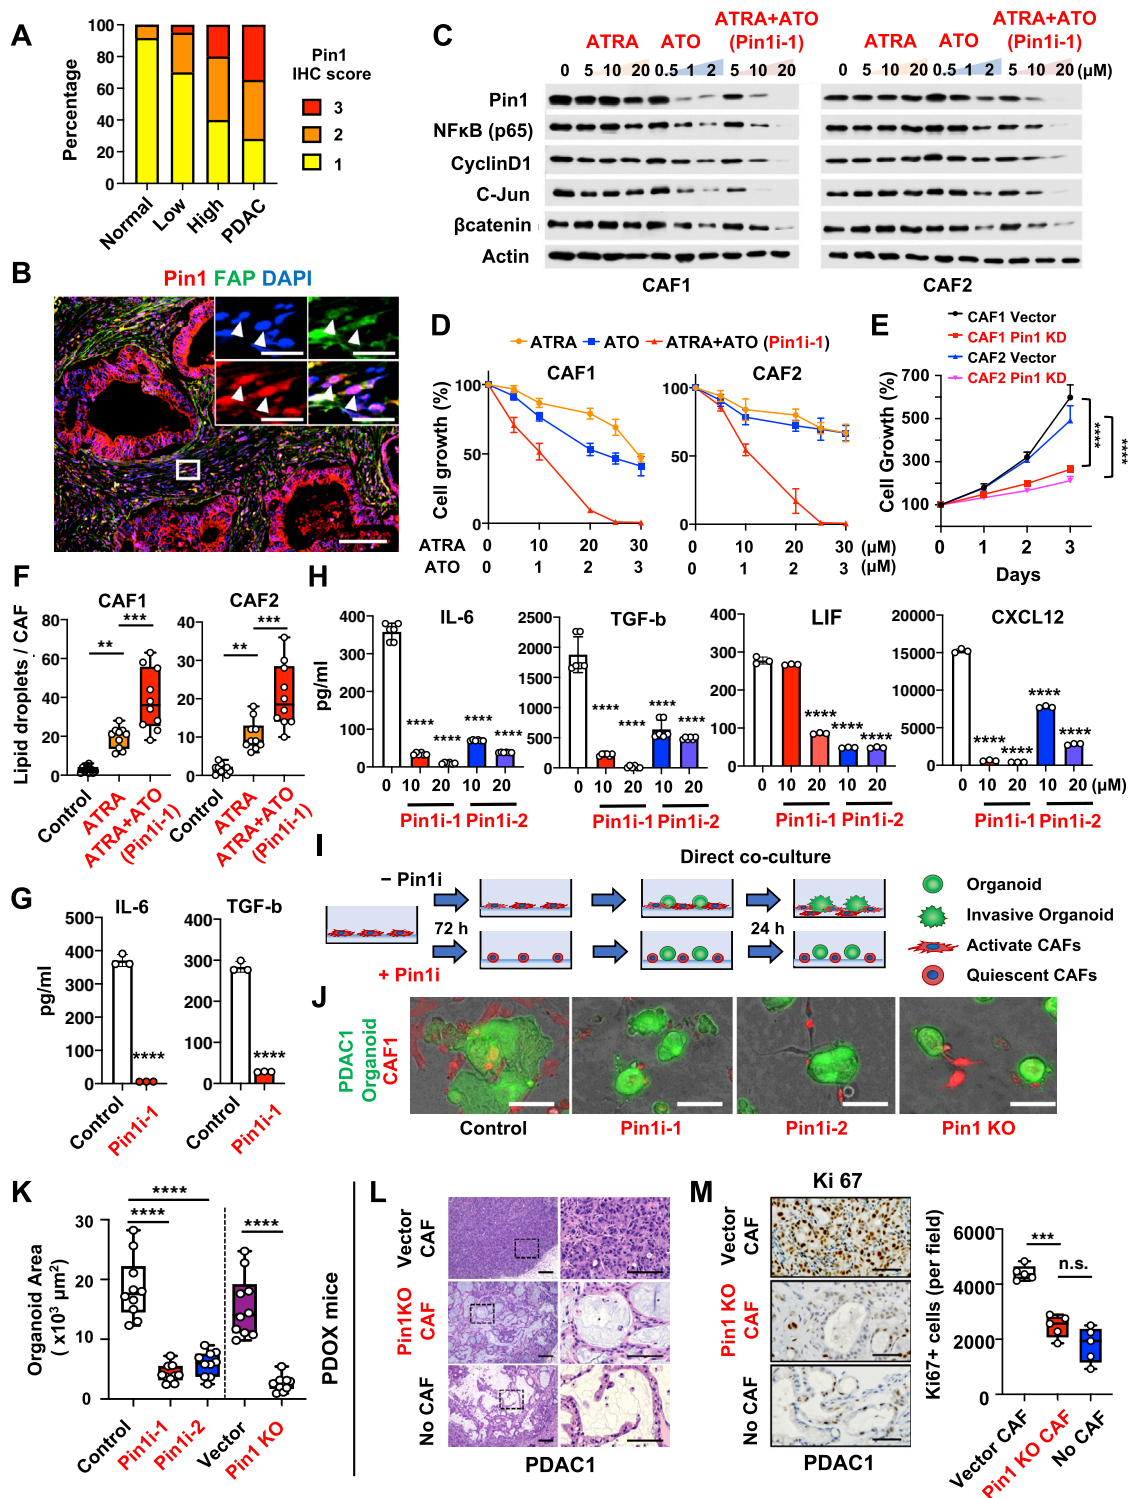 A
100
80
60
40
20
0
Percentage
Normal
Low
High
PDAC
Pin1
IHC score
3
2
1
B
Pin1 FAP DAPI
C
ATRA
ATO
ATRA+ATO
(Pin1i-1)
0 5 10 20 0.5 1 2 5 10 20
ATRA
ATO
ATRA+ATO
(Pin1i-1)
0 5 10 20 0.5 1 2 5 10 20 (μM)
Pin1
NFκB (p65)
CyclinD1
C-Jun
βcatenin
Actin
CAF1
CAF2
D
ATRA ATO ATRA+ATO (Pin1i-1)
CAF1
CAF2
Cell growth (%)
100
50
0
100
50
0
ATRA 0 10 20 30 0 10 20 30 (μM)
ATO 0 1 2 3 0 1 2 3 (μM)
E
CAF1 Vector
CAF1 Pin1 KD
CAF2 Vector
CAF2 Pin1 KD
Cell Growth (%)
700
500
300
100
0 1 2 3
Days
****
****
F
CAF1
CAF2
Lipid droplets / CAF
80
60
40
20
0
** ***
40
30
20
10
0
** ***
Control
ATRA
ATRA+ATO
(Pin1i-1)
Control
ATRA
ATRA+ATO
(Pin1i-1)
G
IL-6
TGF-b
pg/ml
500
400
300
200
100
0
****
400
300
200
100
0
****
Control
Pin1i-1
Control
Pin1i-1
H
IL-6
TGF-b
LIF
CXCL12
pg/ml
400
300
200
100
0
**** **** **** ****
2500
2000
1500
1000
500
0
**** **** **** ****
400
300
200
100
0
**** **** ****
20000
15000
10000
5000
0
**** **** **** ****
0 10 20 10 20
0 10 20 10 20
0 10 20 10 20
0 10 20 10 20 (μM)
Pin1i-1 Pin1i-2
Pin1i-1 Pin1i-2
Pin1i-1 Pin1i-2
Pin1i-1 Pin1i-2
I
Direct co-culture
− Pin1i
72 h
+ Pin1i
24 h
Organoid
Invasive Organoid
Activate CAFs
Quiescent CAFs
J
PDAC1
Organoid
CAF1
Control
Pin1i-1
Pin1i-2
Pin1 KO
K
Organoid Area
( x10³ μm²)
30
20
10
0
****
****
****
Control
Pin1i-1
Pin1i-2
Vector
Pin1 KO
PDOX mice
L
Vector
CAF
Pin1KO
CAF
No CAF
PDAC1
M
Ki 67
Vector
CAF
Pin1 KO
CAF
No CAF
PDAC1
Ki67+ cells (per field)
6000
4000
2000
0
***
n.s.
Vector CAF
Pin1 KO CAF
No CAF